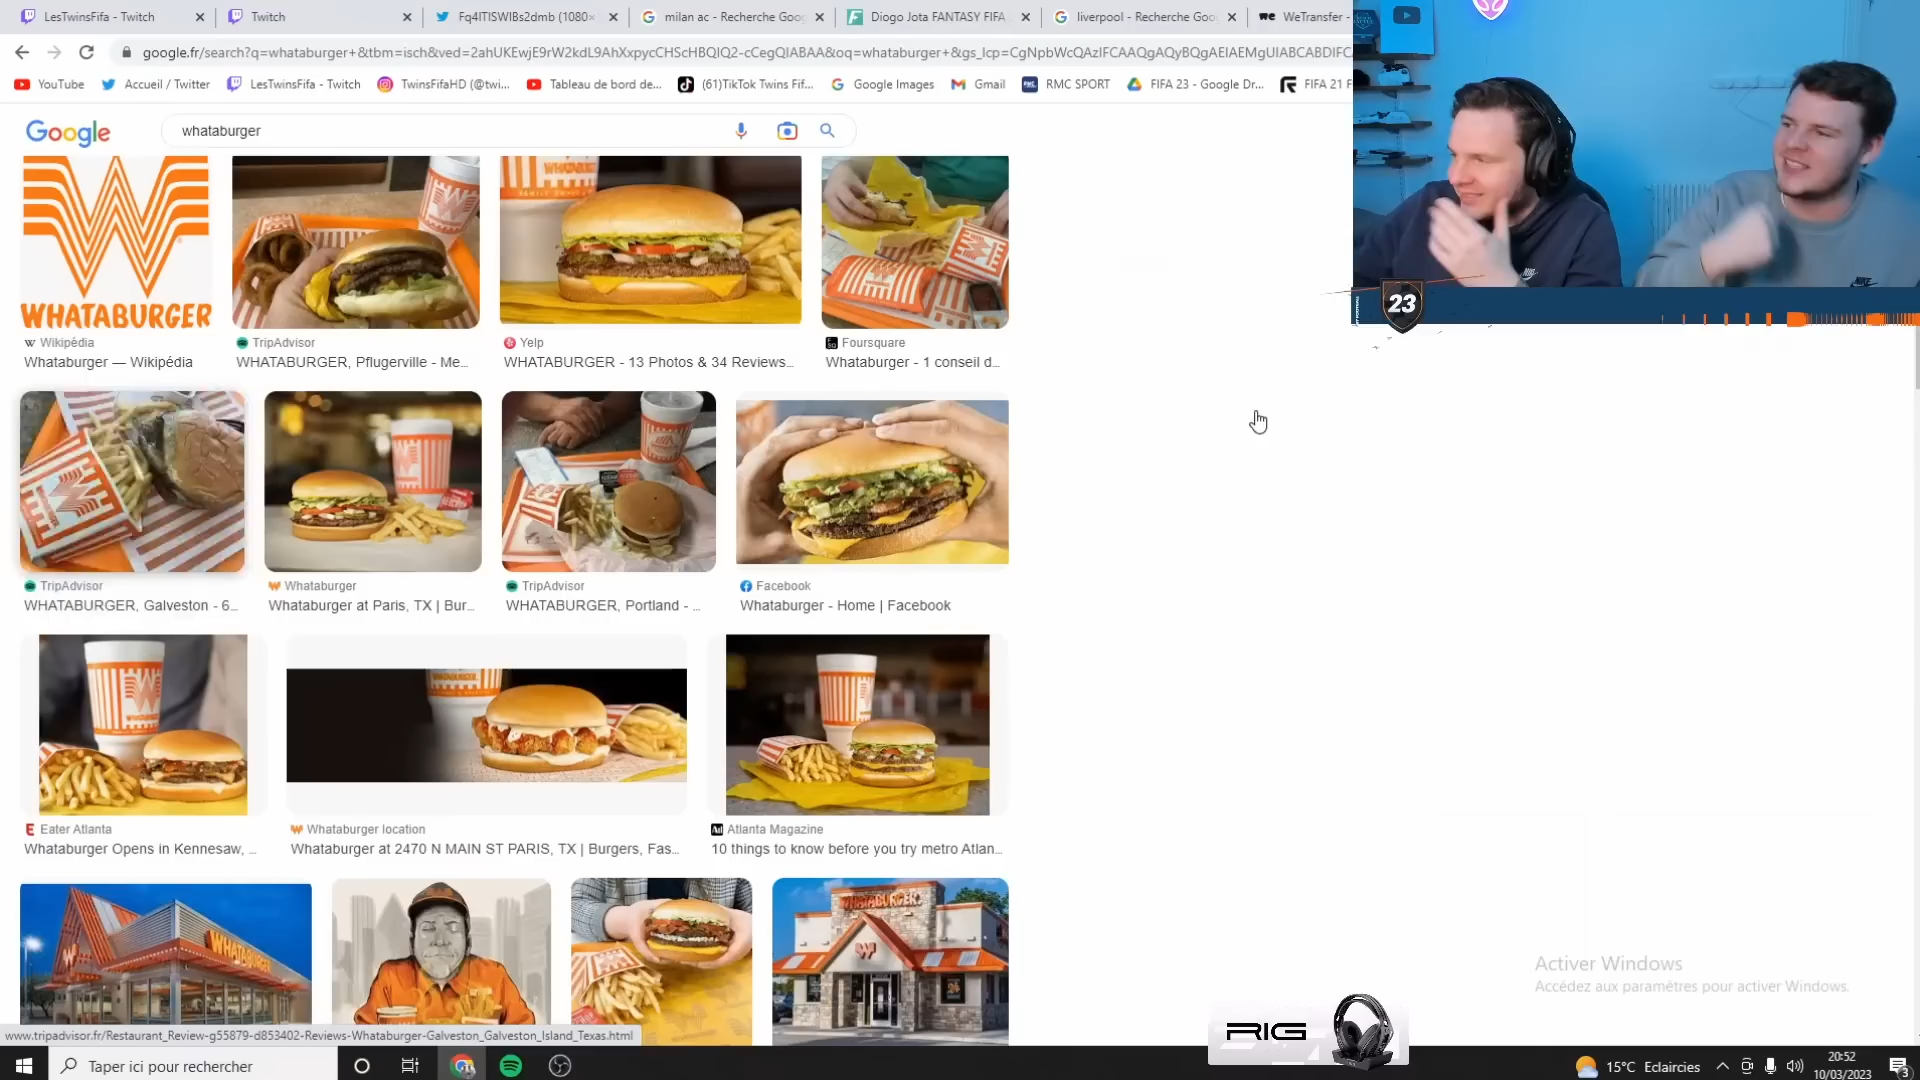 LesTwinsFifa - Twitch
Twitch
Fq4ITISWIBs2dmb (1080×
milan ac - Recherche Goog
Diogo Jota FANTASY FIFA
liverpool - Recherche Goog
WeTransfer -
google.fr/search?q=whataburger+&tbm=isch&ved=2ahUKEwjE9rW2kdL9AhXxpycCHScHBQIQ2-cCegQIABAA&oq=whataburger+&gs_lcp=CgNpbWcQAzIFCAAQgAQyBQgAEIAEMgUIABCABDIFC
YouTube
Accueil / Twitter
LesTwinsFifa - Twitch
TwinsFifaHD (@twi...
Tableau de bord de...
(61)TikTok Twins Fif...
Google Images
Gmail
RMC SPORT
FIFA 23 - Google Dr...
FIFA 21 F
Google
whataburger
23
WHATABURGER
Wikipédia
Whataburger — Wikipédia
TripAdvisor
WHATABURGER, Pflugerville - Me...
Yelp
WHATABURGER - 13 Photos & 34 Reviews...
Foursquare
Whataburger - 1 conseil d...
TripAdvisor
WHATABURGER, Galveston - 6...
Whataburger
Whataburger at Paris, TX | Bur...
TripAdvisor
WHATABURGER, Portland - ...
Facebook
Whataburger - Home | Facebook
Eater Atlanta
Whataburger Opens in Kennesaw, ...
Whataburger location
Whataburger at 2470 N MAIN ST PARIS, TX | Burgers, Fas...
Atlanta Magazine
10 things to know before you try metro Atlan...
WHATABURGER
WHATABURGER
Activer Windows
Accédez aux paramètres pour activer Windows.
RIG
www.tripadvisor.fr/Restaurant_Review-g55879-d853402-Reviews-Whataburger-Galveston_Galveston_Island_Texas.html
Taper ici pour rechercher
15°C Eclaircies
20:52
10/03/2023
3